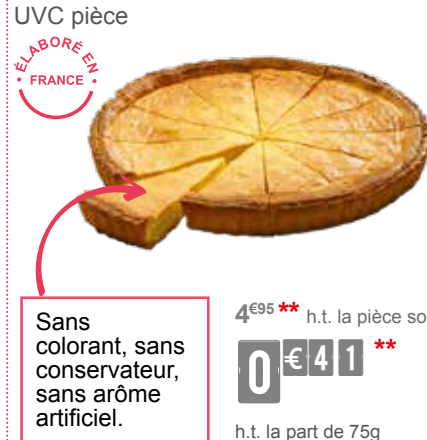 UVC pièce
ÉLABORÉ EN
FRANCE
Sans
colorant, sans
conservateur,
sans arôme
artificiel.
4€95 ** h.t. la pièce so
0€41 **
h.t. la part de 75g